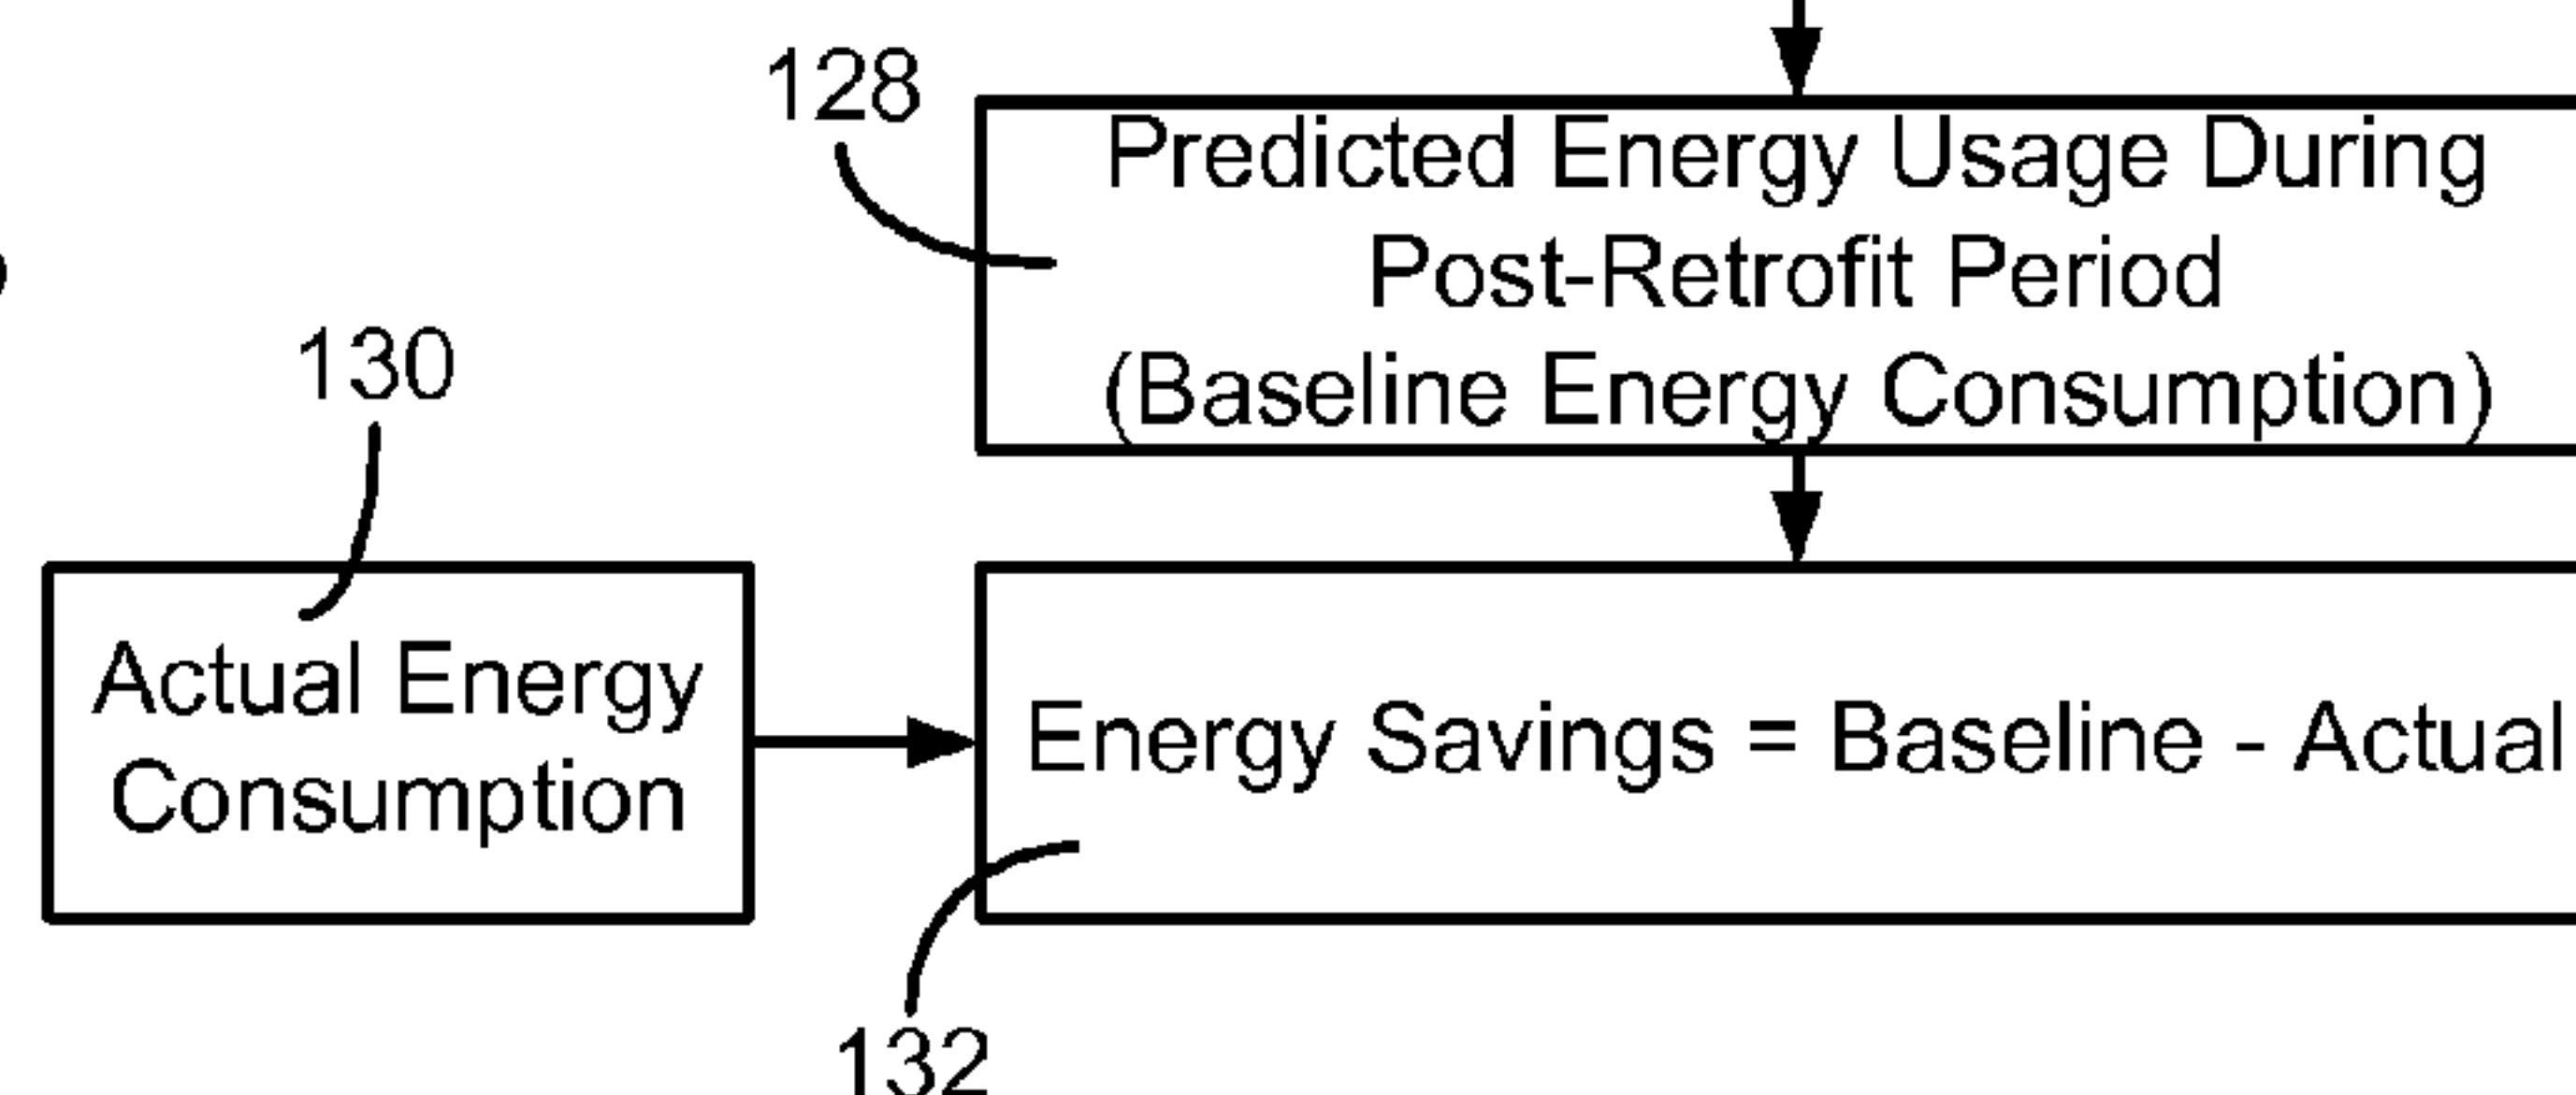 128
Predicted Energy Usage During
Post-Retrofit Period
(Baseline Energy Consumption)
130
Actual Energy
Consumption
Energy Savings = Baseline - Actual
132